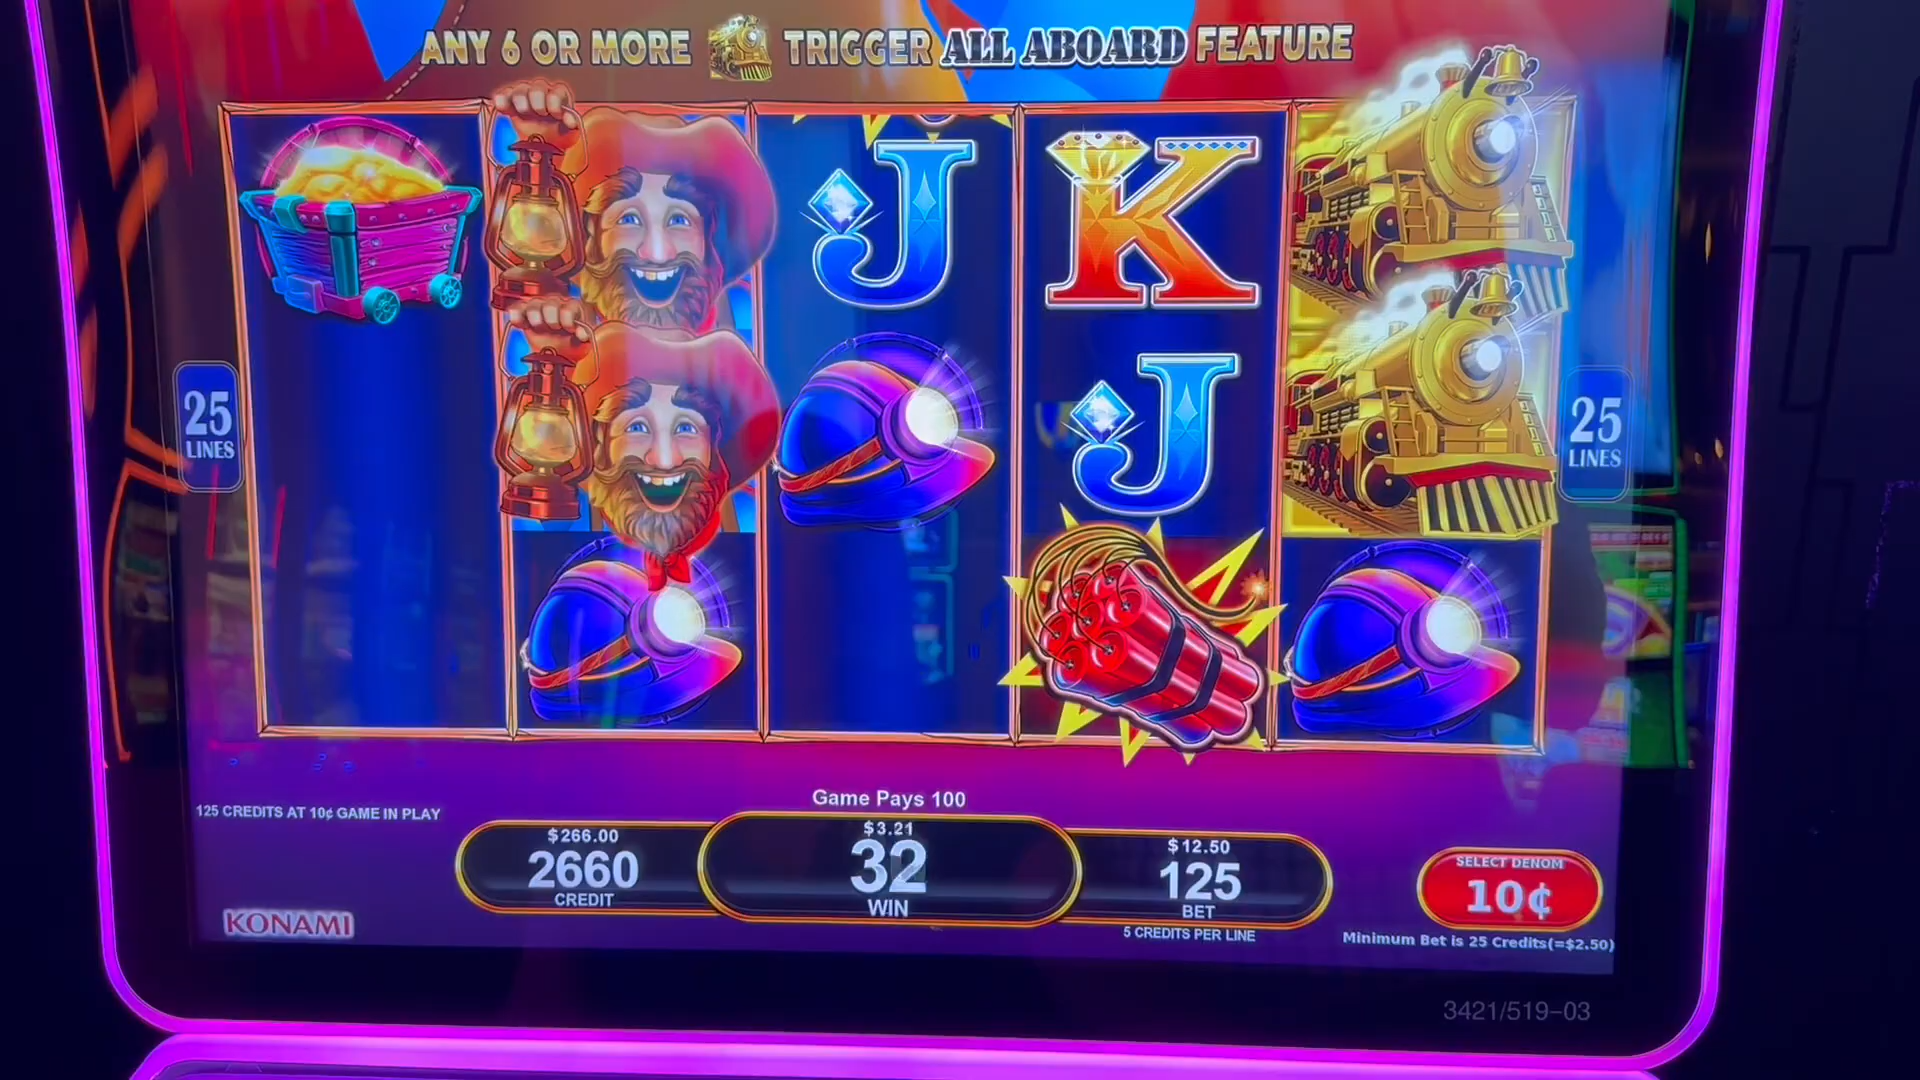 ANY 6 OR MORE TRIGGER ALL ABOARD FEATURE
J
K
J
25
LINES
25
LINES
Game Pays 100
125 CREDITS AT 10¢ GAME IN PLAY
$266.00
2660
CREDIT
$3.21
32
WIN
$12.50
125
BET
5 CREDITS PER LINE
SELECT DENOM
10¢
Minimum Bet is 25 Credits(=$2.50)
KONAMI
3421/519-03